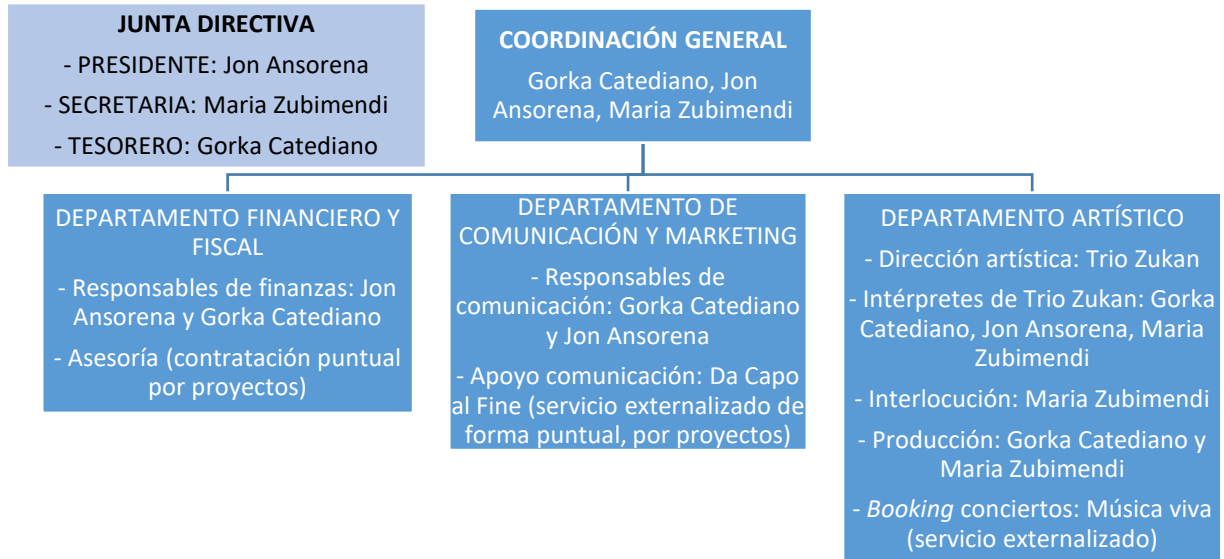 JUNTA DIRECTIVA
- PRESIDENTE: Jon Ansorena
- SECRETARIA: Maria Zubimendi
- TESORERO: Gorka Catediano
COORDINACIÓN GENERAL
Gorka Catediano, Jon
Ansorena, Maria Zubimendi
DEPARTAMENTO FINANCIERO Y
FISCAL
- Responsables de finanzas: Jon
Ansorena y Gorka Catediano
- Asesoría (contratación puntual
por proyectos)
DEPARTAMENTO DE
COMUNICACIÓN Y MARKETING
- Responsables de
comunicación: Gorka Catediano
y Jon Ansorena
- Apoyo comunicación: Da Capo
al Fine (servicio externalizado de
forma puntual, por proyectos)
DEPARTAMENTO ARTÍSTICO
- Dirección artística: Trio Zukan
- Intérpretes de Trio Zukan: Gorka
Catediano, Jon Ansorena, Maria
Zubimendi
- Interlocución: Maria Zubimendi
- Producción: Gorka Catediano y
Maria Zubimendi
- Booking conciertos: Música viva
(servicio externalizado)